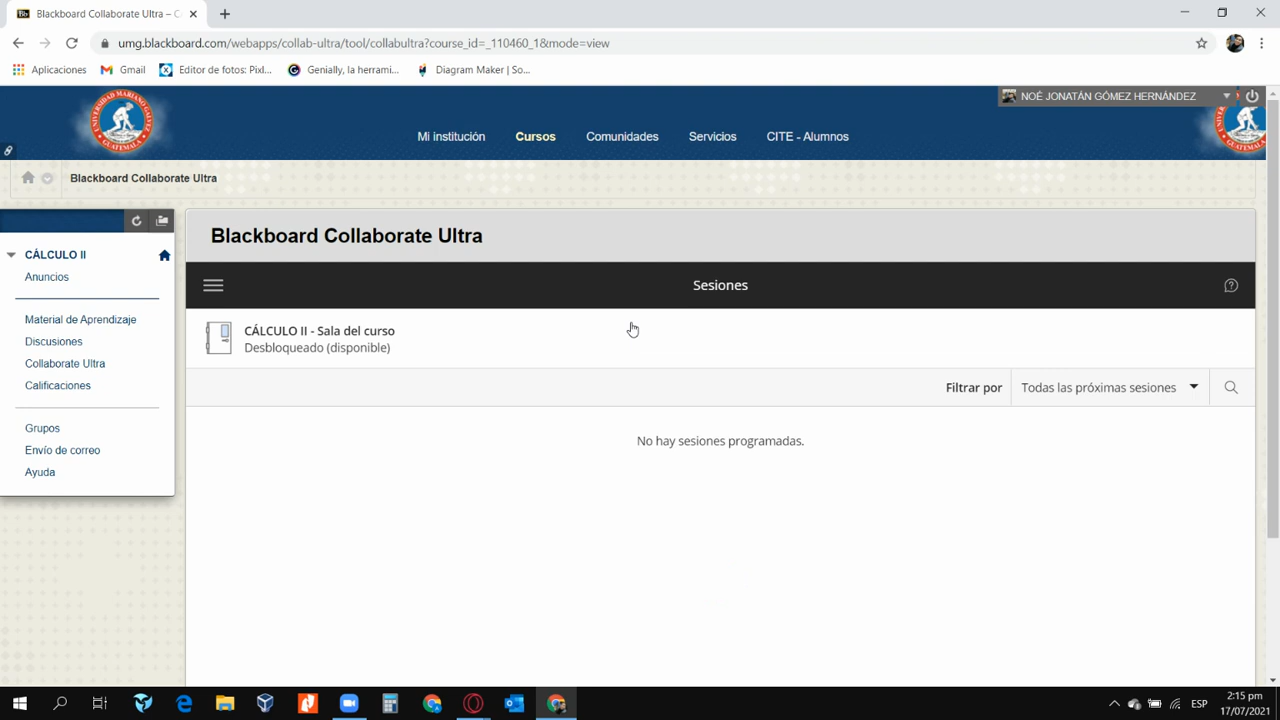 Blackboard Collaborate Ultra – C
umg.blackboard.com/webapps/collab-ultra/tool/collabultra?course_id=_110460_1&mode=view
Aplicaciones
Gmail
Editor de fotos: Pixl...
Genially, la herrami...
Diagram Maker | So...
NOÉ JONATÁN GÓMEZ HERNÁNDEZ
Mi institución
Cursos
Comunidades
Servicios
CITE - Alumnos
Blackboard Collaborate Ultra
CÁLCULO II
Anuncios
Material de Aprendizaje
Discusiones
Collaborate Ultra
Calificaciones
Grupos
Envío de correo
Ayuda
Blackboard Collaborate Ultra
Sesiones
CÁLCULO II - Sala del curso
Desbloqueado (disponible)
Filtrar por
Todas las próximas sesiones
No hay sesiones programadas.
ESP
2:15 pm
17/07/2021